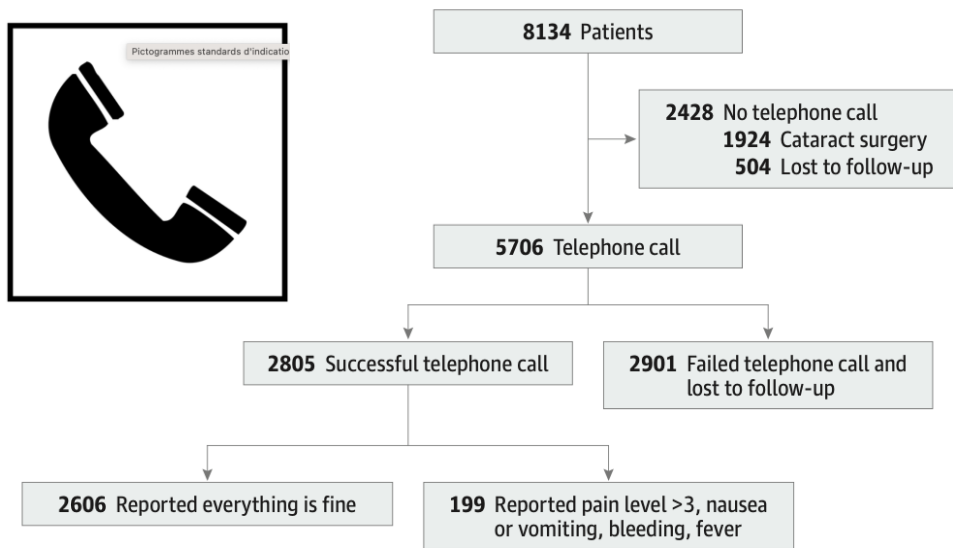 Pictogrammes standards d'indicatio
8134 Patients
2428 No telephone call
1924 Cataract surgery
504 Lost to follow-up
5706 Telephone call
2805 Successful telephone call
2901 Failed telephone call and
lost to follow-up
2606 Reported everything is fine
199 Reported pain level >3, nausea
or vomiting, bleeding, fever